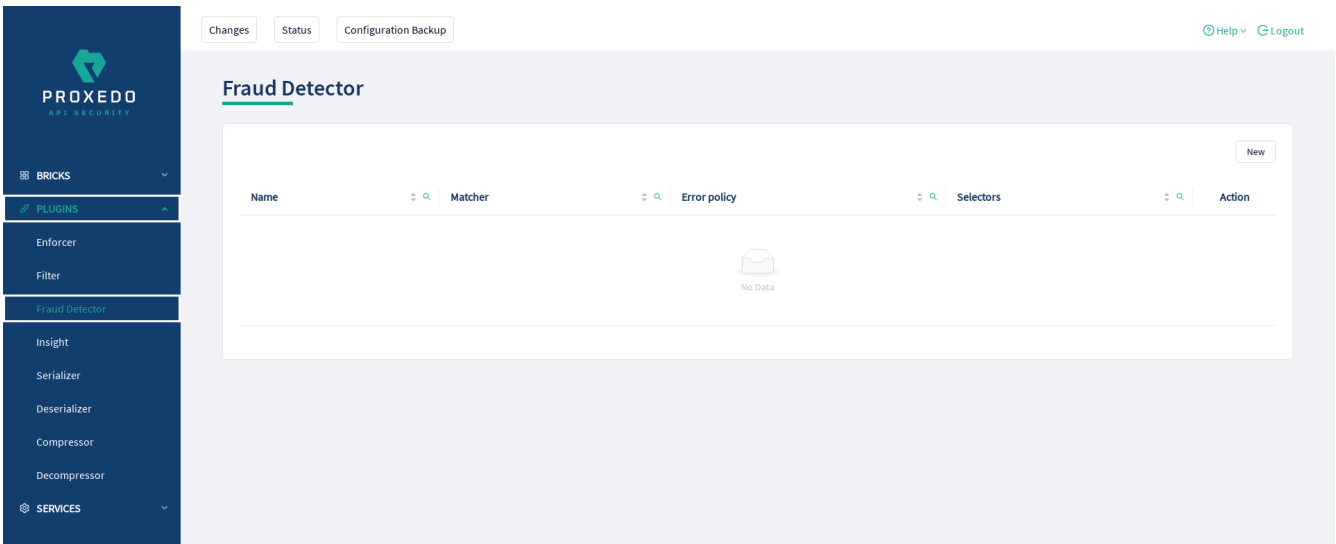 Changes Status Configuration Backup Help Logout
PROXEDO
API SECURITY
Fraud Detector
New
BRICKS
PLUGINS
Name Matcher Error policy Selectors Action
Enforcer
Filter
No Data
Fraud Detector
Insight
Serializer
Deserializer
Compressor
Decompressor
SERVICES